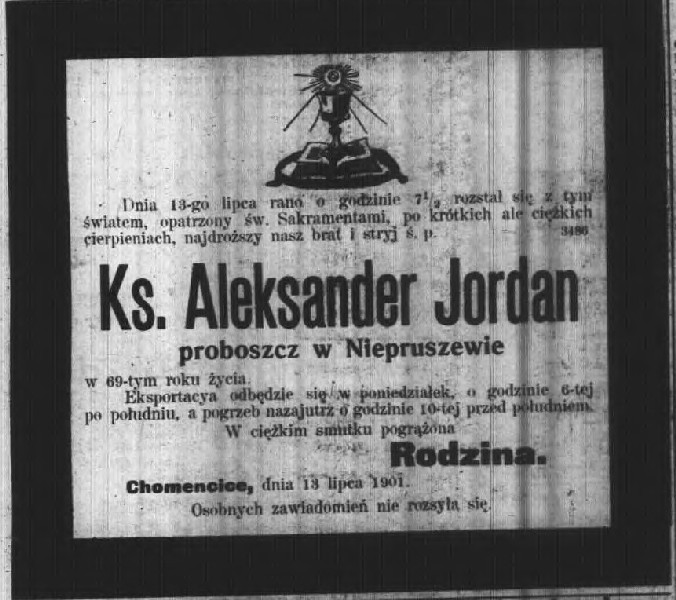 Dnia 13-go lipca rano o godzinie 7½ rozstał się z tym
światem, opatrzony św. Sakramentami, po krótkich ale ciężkich
cierpieniach, najdroższy nasz brat i stryj ś. p. 3486
Ks. Aleksander Jordan
proboszcz w Niepruszewie
w 69-tym roku życia.
Eksportacya odbędzie się w poniedziałek, o godzinie 6-tej
po południu, a pogrzeb nazajutrz o godzinie 10-tej przed południem.
W ciężkim smutku pogrążona
Rodzina.
Chomencice, dnia 13 lipca 1901.
Osobnych zawiadomień nie rozsyła się.